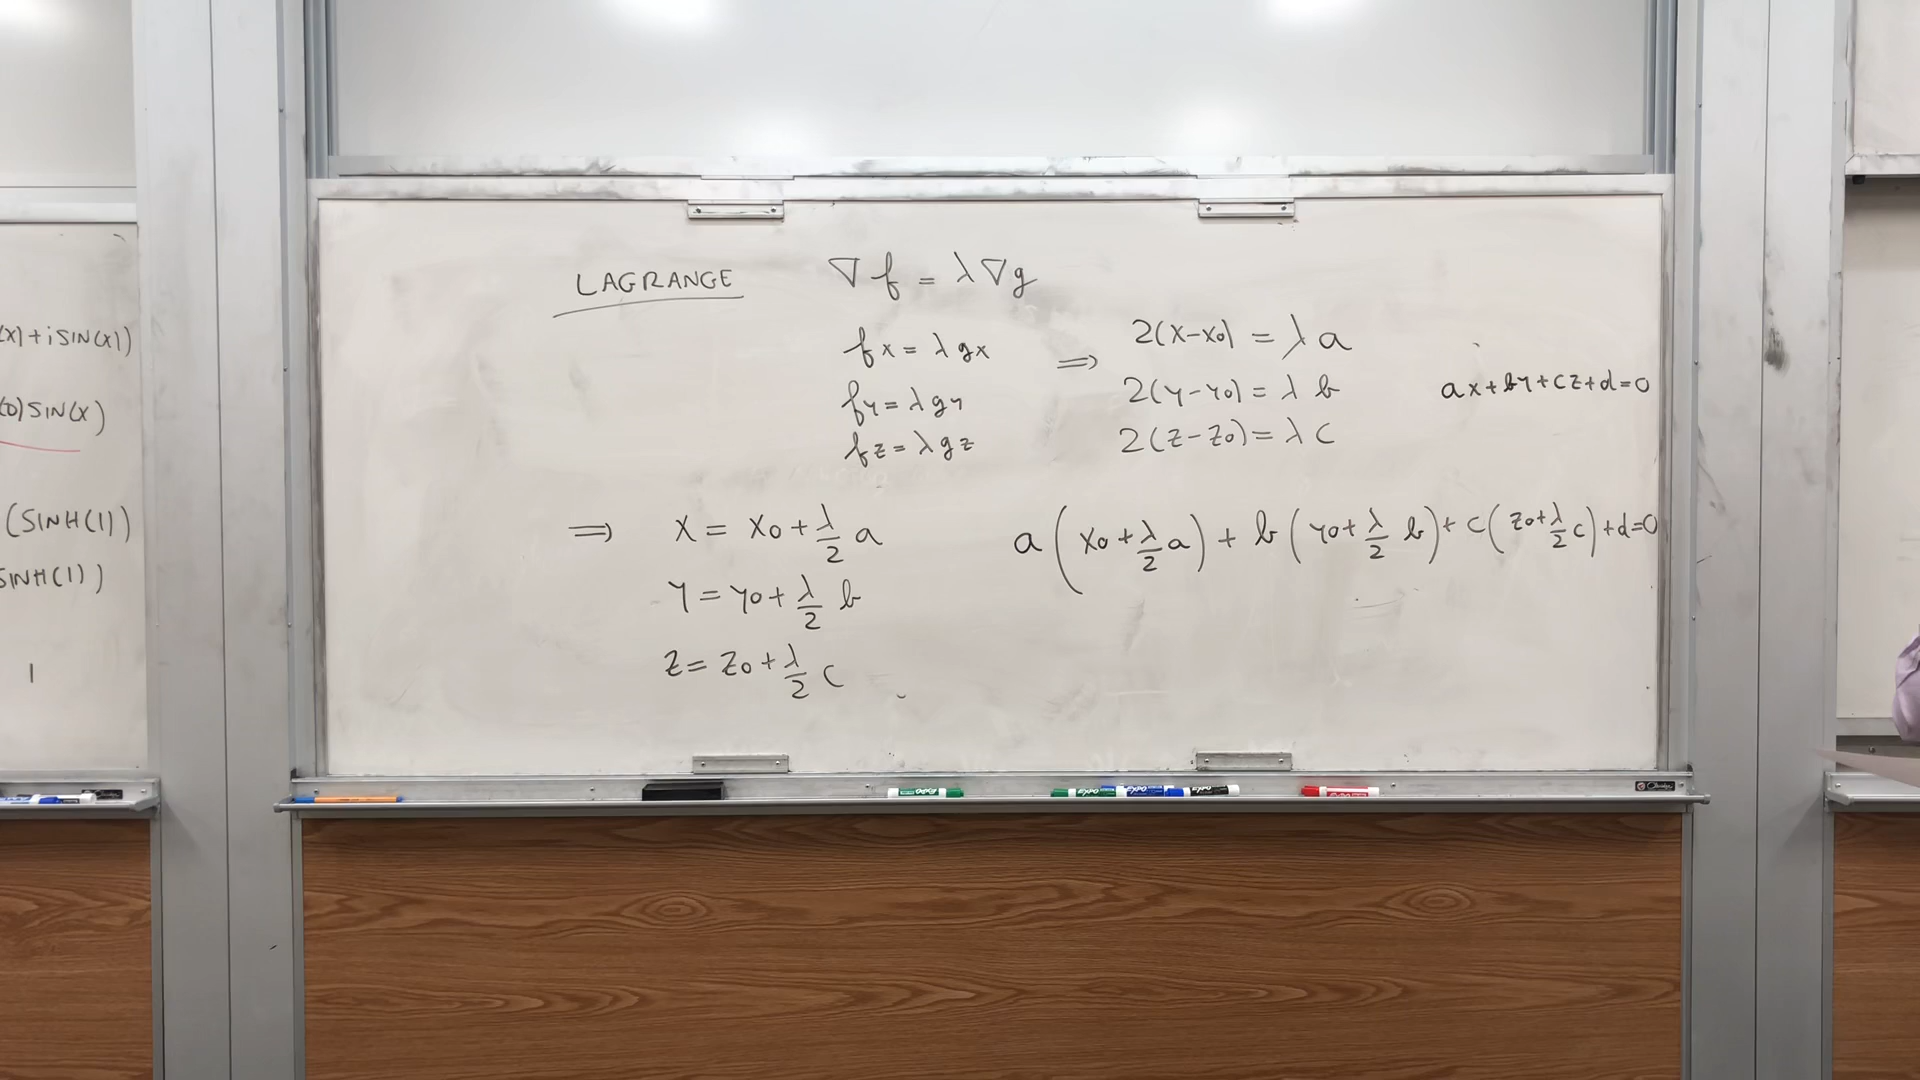 (x)+iSIN(x))
(0)SIN(x)
(SINH(1))
SINH(1))
1
LAGRANGE ∇f = λ∇g
fx = λgx ⟹ 2(x-x0) = λa
fy = λgy 2(y-y0) = λb ax+by+cz+d=0
fz = λgz 2(z-z0) = λc
⟹ x = x0 + λ/2 a a(x0 + λ/2 a) + b(y0 + λ/2 b) + c(z0 + λ/2 c) + d=0
y = y0 + λ/2 b
z = z0 + λ/2 c
EXPO